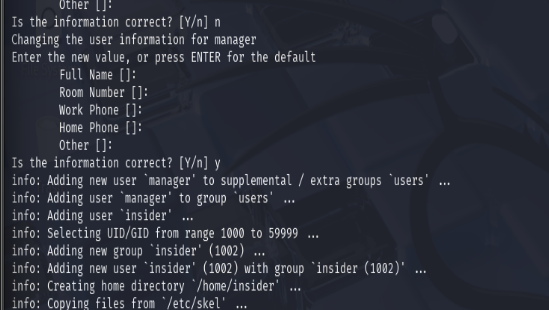 Other []:
Is the information correct? [Y/n] n
Changing the user information for manager
Enter the new value, or press ENTER for the default
Full Name []:
Room Number []:
Work Phone []:
Home Phone []:
Other []:
Is the information correct? [Y/n] y
info: Adding new user `manager' to supplemental / extra groups `users' ...
info: Adding user `manager' to group `users' ...
info: Adding user `insider' ...
info: Selecting UID/GID from range 1000 to 59999 ...
info: Adding new group `insider' (1002) ...
info: Adding new user `insider' (1002) with group `insider (1002)' ...
info: Creating home directory `/home/insider' ...
info: Copying files from `/etc/skel' ...